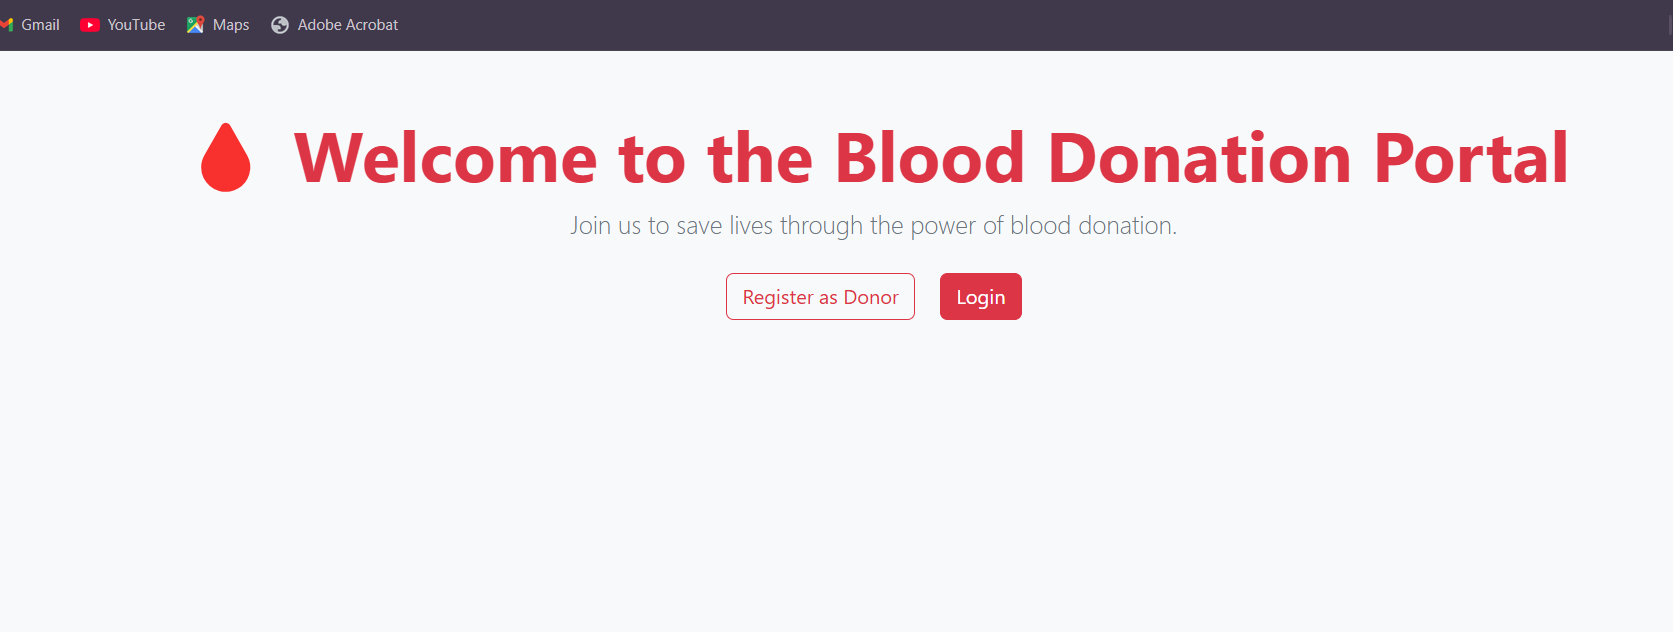 Gmail YouTube Maps Adobe Acrobat
Welcome to the Blood Donation Portal
Join us to save lives through the power of blood donation.
Register as Donor Login